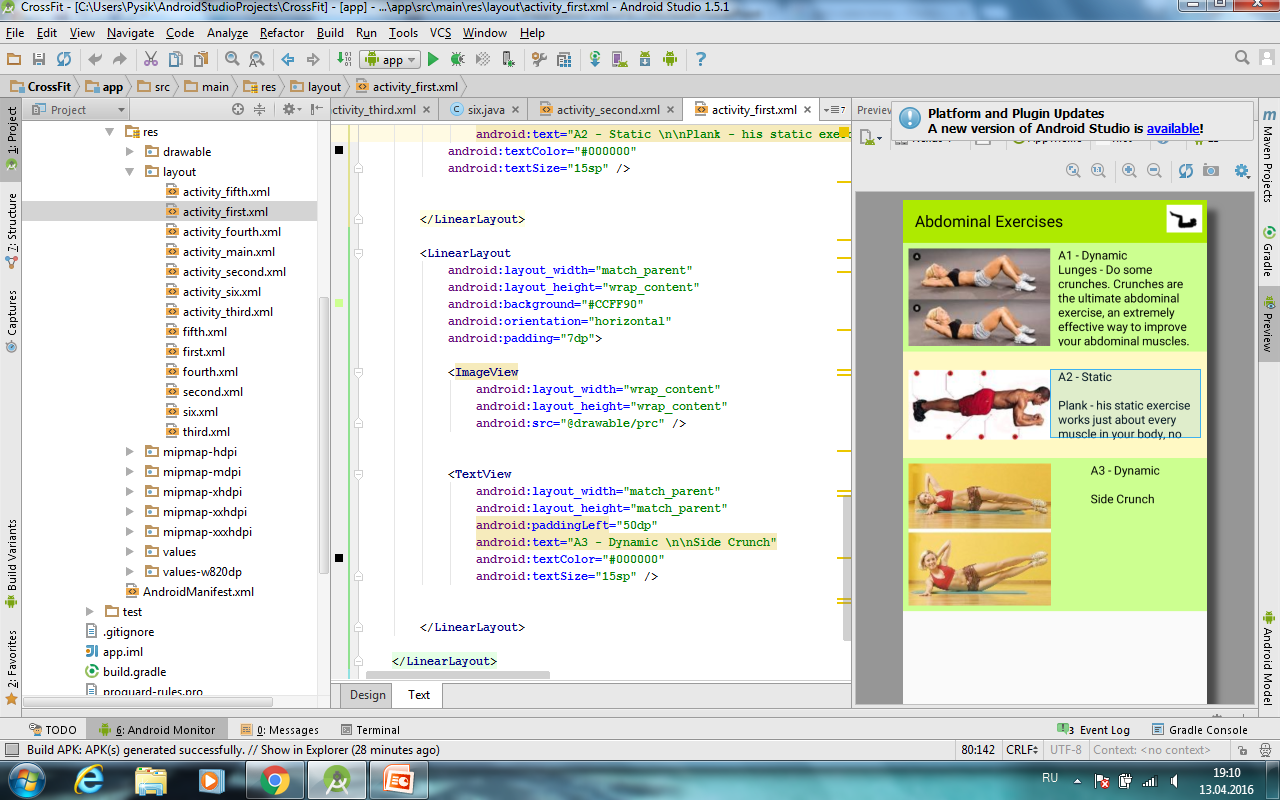 CrossFit - [C:\Users\Pysik\AndroidStudioProjects\CrossFit] - [app] - ...\app\src\main\res\layout\activity_first.xml - Android Studio 1.5.1
File Edit View Navigate Code Analyze Refactor Build Run Tools VCS Window Help
app
CrossFit app src main res layout activity_first.xml
Project
ctivity_third.xml six.java activity_second.xml activity_first.xml
Preview
Platform and Plugin Updates
A new version of Android Studio is available!
1: Project
7: Structure
Captures
Build Variants
2: Favorites
res
drawable
layout
activity_fifth.xml
activity_first.xml
activity_fourth.xml
activity_main.xml
activity_second.xml
activity_six.xml
activity_third.xml
fifth.xml
first.xml
fourth.xml
second.xml
six.xml
third.xml
mipmap-hdpi
mipmap-mdpi
mipmap-xhdpi
mipmap-xxhdpi
mipmap-xxxhdpi
values
values-w820dp
AndroidManifest.xml
test
.gitignore
app.iml
build.gradle
proguard-rules.pro
android:text="A2 - Static \n\nPlank - his static exer
android:textColor="#000000"
android:textSize="15sp" />
</LinearLayout>
<LinearLayout
android:layout_width="match_parent"
android:layout_height="wrap_content"
android:background="#CCFF90"
android:orientation="horizontal"
android:padding="7dp">
<ImageView
android:layout_width="wrap_content"
android:layout_height="wrap_content"
android:src="@drawable/prc" />
<TextView
android:layout_width="match_parent"
android:layout_height="match_parent"
android:paddingLeft="50dp"
android:text="A3 - Dynamic \n\nSide Crunch"
android:textColor="#000000"
android:textSize="15sp" />
</LinearLayout>
</LinearLayout>
Design Text
Abdominal Exercises
A
B
A1 - Dynamic
Lunges - Do some
crunches. Crunches are
the ultimate abdominal
exercise, an extremely
effective way to improve
your abdominal muscles.
A2 - Static
Plank - his static exercise
works just about every
muscle in your body, no
A3 - Dynamic
Side Crunch
Maven Projects
Gradle
Preview
Android Model
TODO 6: Android Monitor 0: Messages Terminal 3 Event Log Gradle Console
Build APK: APK(s) generated successfully. // Show in Explorer (28 minutes ago) 80:142 CRLF UTF-8 Context: <no context>
RU
19:10
13.04.2016